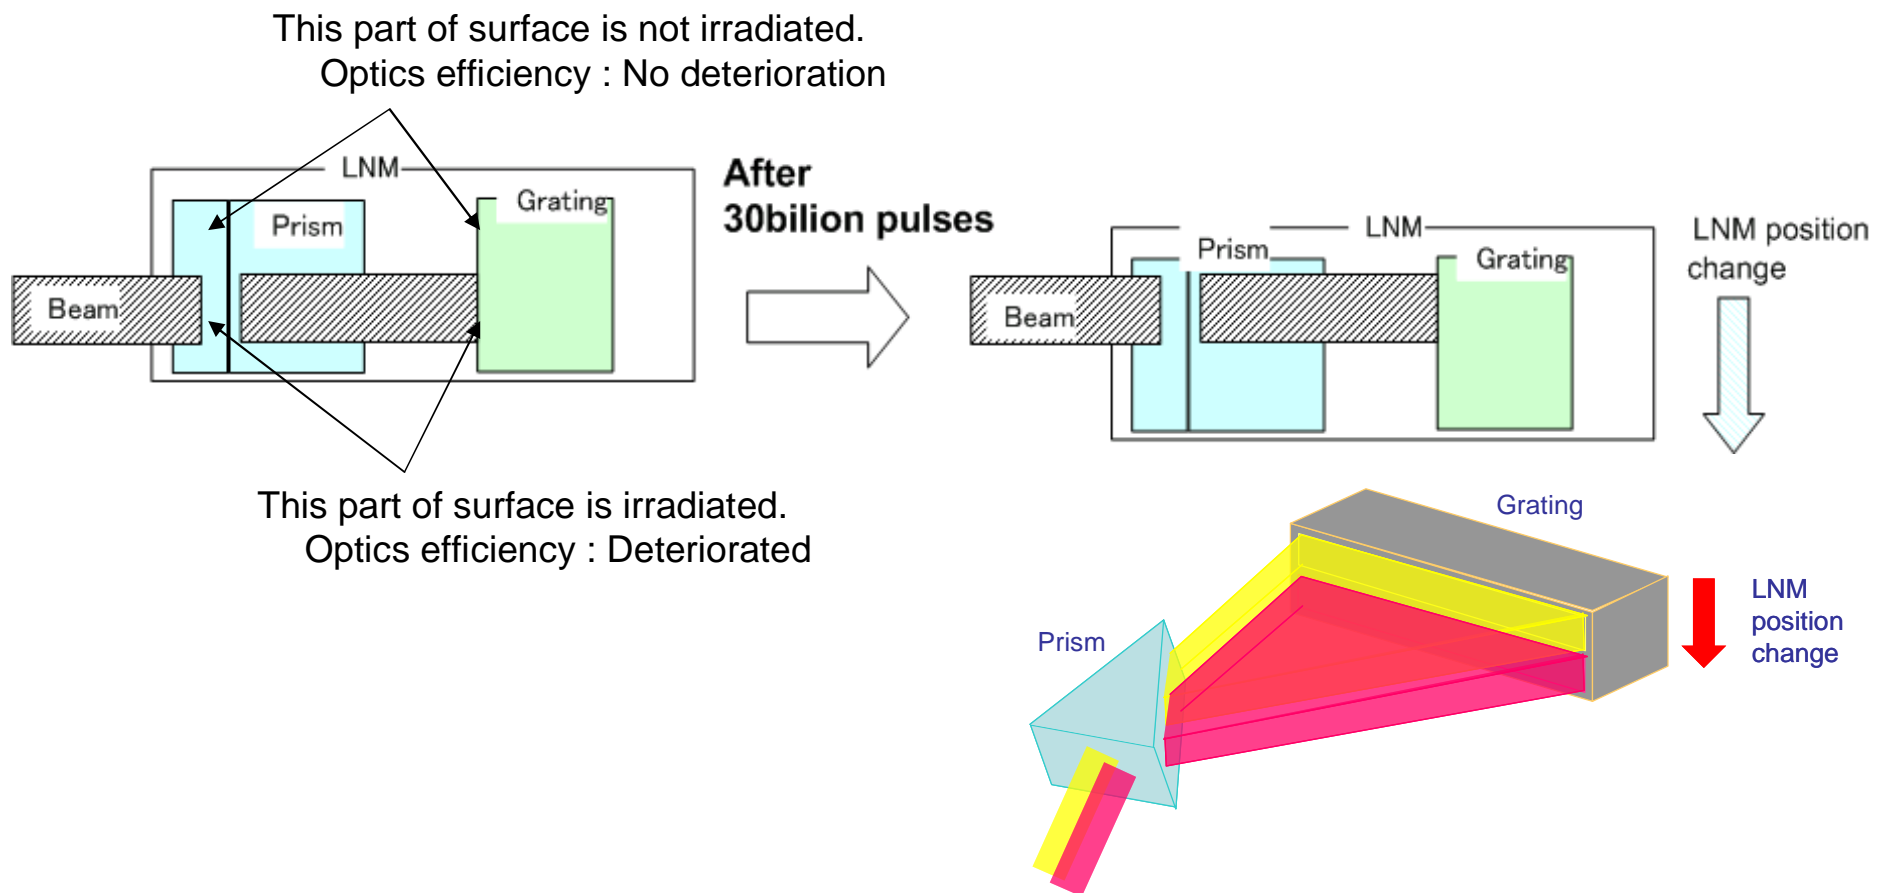 This part of surface is not irradiated.
Optics efficiency : No deterioration
LNM
Prism
Grating
Beam
After
30bilion pulses
LNM
Prism
Grating
Beam
LNM position
change
This part of surface is irradiated.
Optics efficiency : Deteriorated
Grating
Prism
LNM
position
change